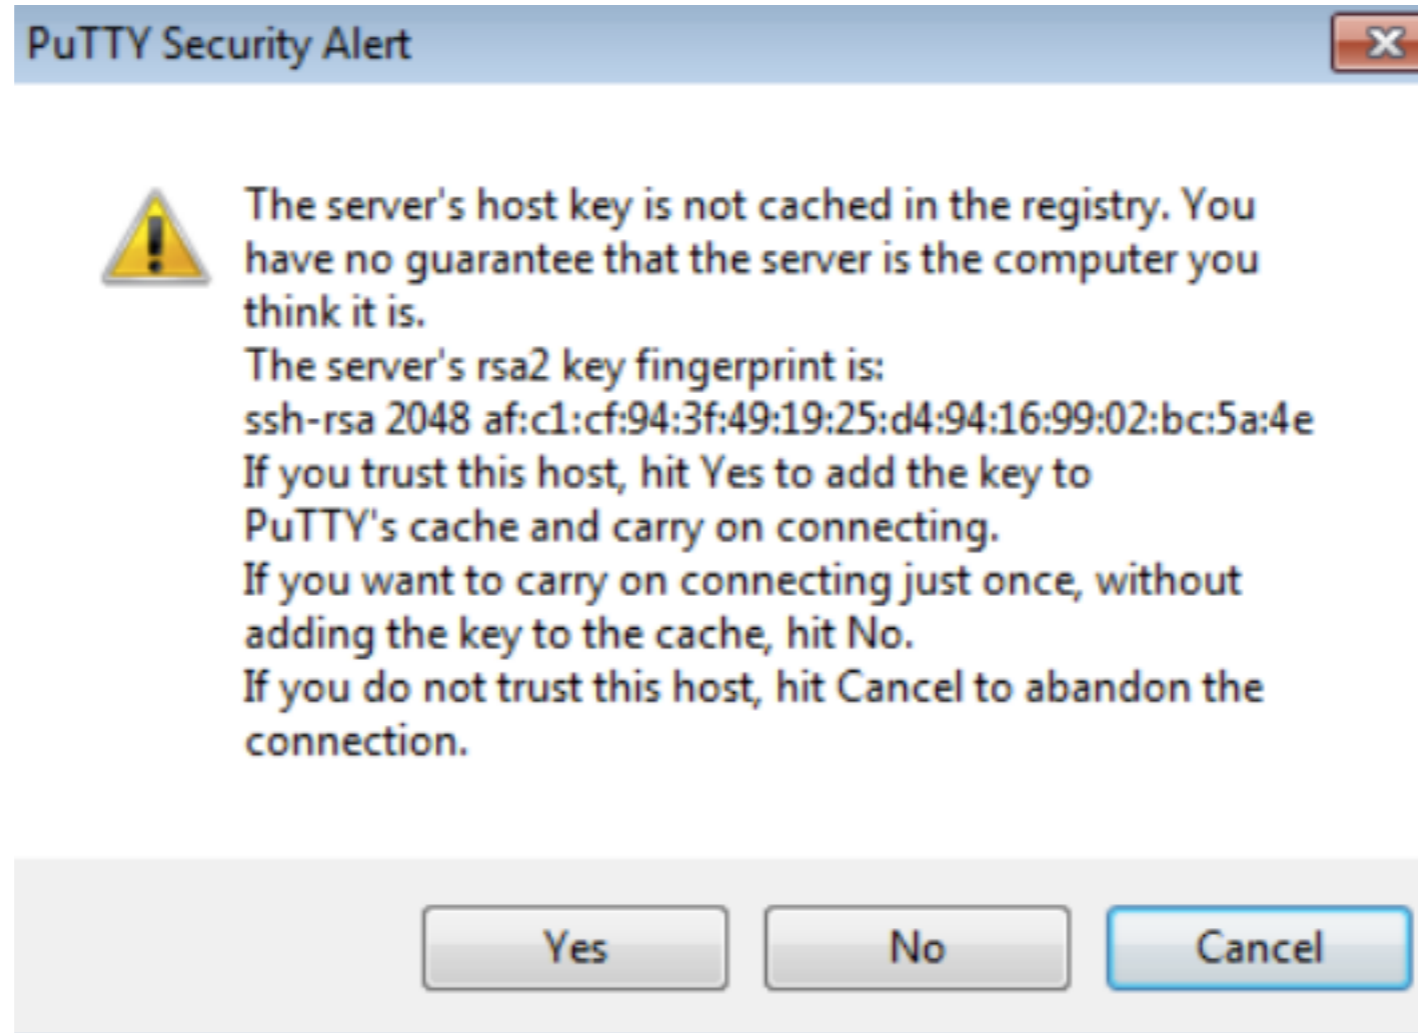 PuTTY Security Alert
The server's host key is not cached in the registry. You
have no guarantee that the server is the computer you
think it is.
The server's rsa2 key fingerprint is:
ssh-rsa 2048 af:c1:cf:94:3f:49:19:25:d4:94:16:99:02:bc:5a:4e
If you trust this host, hit Yes to add the key to
PuTTY's cache and carry on connecting.
If you want to carry on connecting just once, without
adding the key to the cache, hit No.
If you do not trust this host, hit Cancel to abandon the
connection.
Yes No Cancel